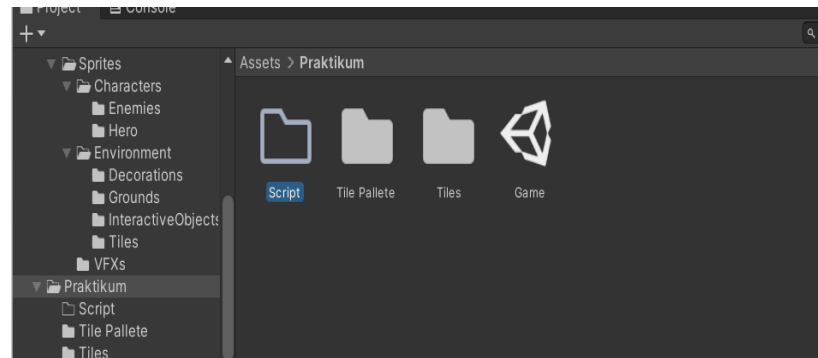 Project Console
Sprites
Characters
Enemies
Hero
Environment
Decorations
Grounds
InteractiveObjects
Tiles
VFXs
Praktikum
Script
Tile Pallete
Tiles
Assets > Praktikum
Script Tile Pallete Tiles Game